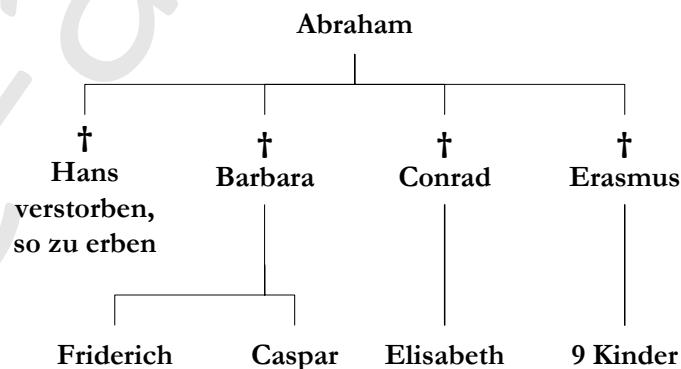 Abraham
† † † †
Hans Barbara Conrad Erasmus
verstorben,
so zu erben
Friderich Caspar Elisabeth 9 Kinder